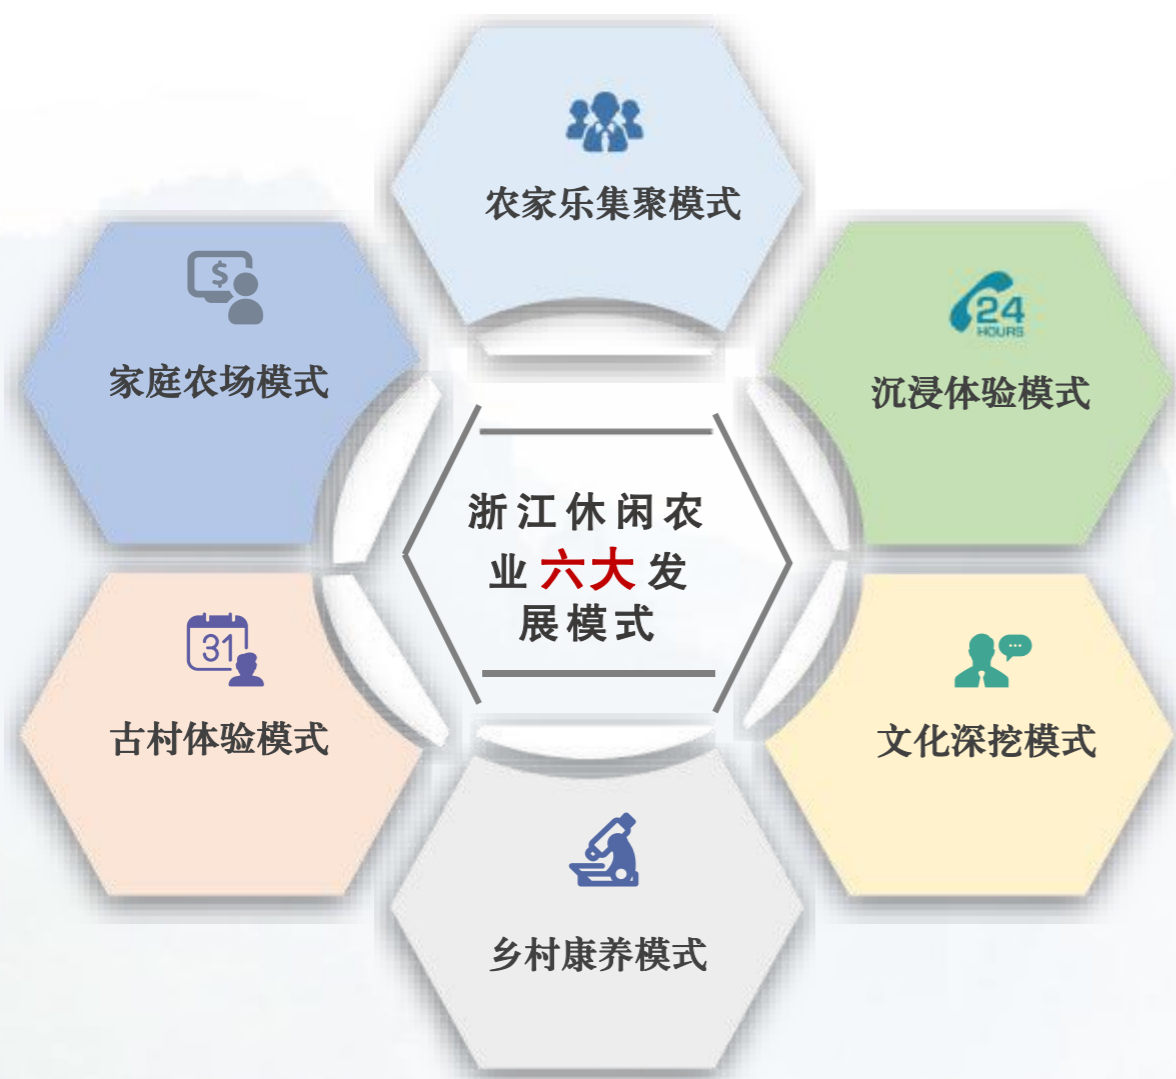 农家乐集聚模式
$
家庭农场模式
24
HOURS
沉浸体验模式
浙江休闲农
业六大发
展模式
31
古村体验模式
文化深挖模式
乡村康养模式